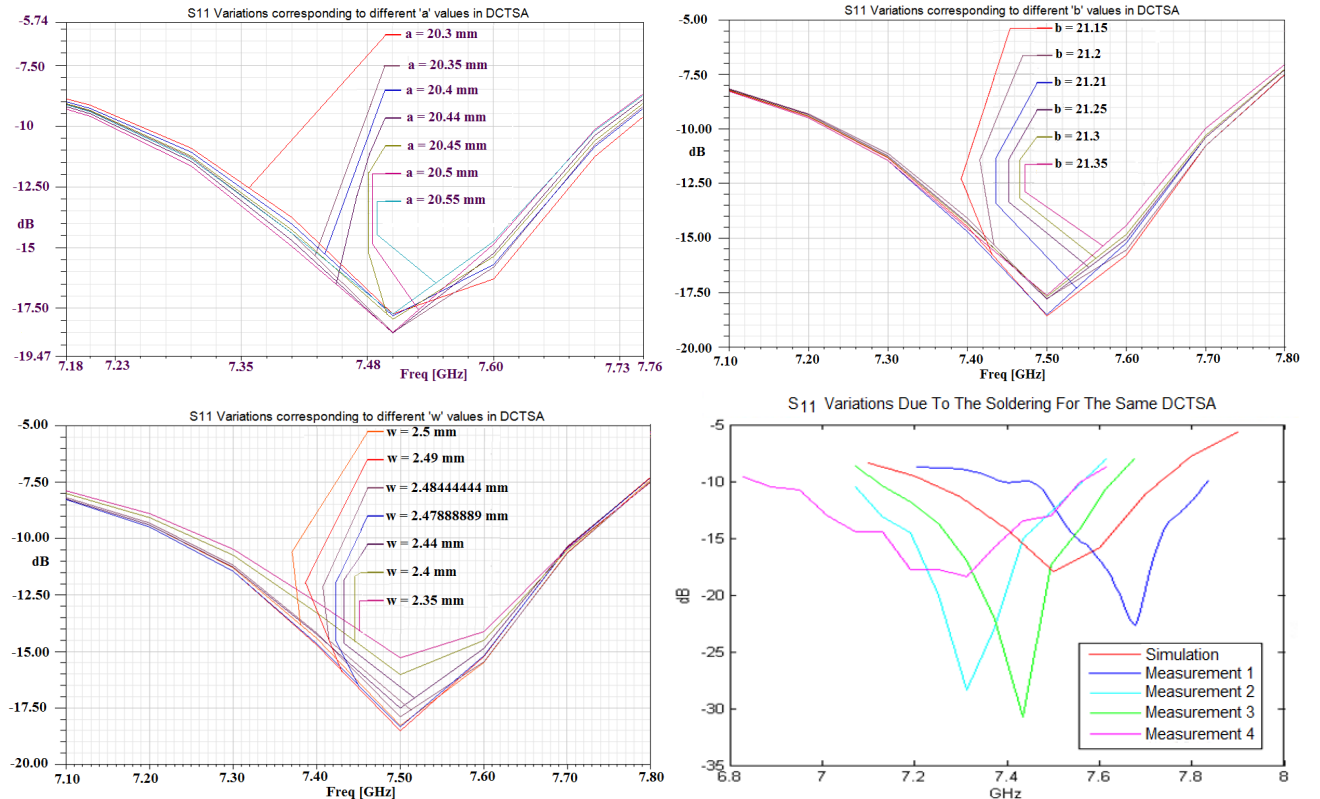 S11 Variations corresponding to different 'a' values in DCTSA
-5.74
-7.50
-10
-12.50
dB
-15
-17.50
-19.47
a = 20.3 mm
a = 20.35 mm
a = 20.4 mm
a = 20.44 mm
a = 20.45 mm
a = 20.5 mm
a = 20.55 mm
7.18 7.23 7.35 7.48 7.60 7.73 7.76
Freq [GHz]
S11 Variations corresponding to different 'b' values in DCTSA
-5.00
-7.50
-10.00
dB
-12.50
-15.00
-17.50
-20.00
b = 21.15
b = 21.2
b = 21.21
b = 21.25
b = 21.3
b = 21.35
7.10 7.20 7.30 7.40 7.50 7.60 7.70 7.80
Freq [GHz]
S11 Variations corresponding to different 'w' values in DCTSA
-5.00
-7.50
-10.00
dB
-12.50
-15.00
-17.50
-20.00
w = 2.5 mm
w = 2.49 mm
w = 2.48444444 mm
w = 2.47888889 mm
w = 2.44 mm
w = 2.4 mm
w = 2.35 mm
7.10 7.20 7.30 7.40 7.50 7.60 7.70 7.80
Freq [GHz]
S11 Variations Due To The Soldering For The Same DCTSA
-5
-10
-15
dB
-20
-25
-30
-35
Simulation
Measurement 1
Measurement 2
Measurement 3
Measurement 4
6.8 7 7.2 7.4 7.6 7.8 8
GHz